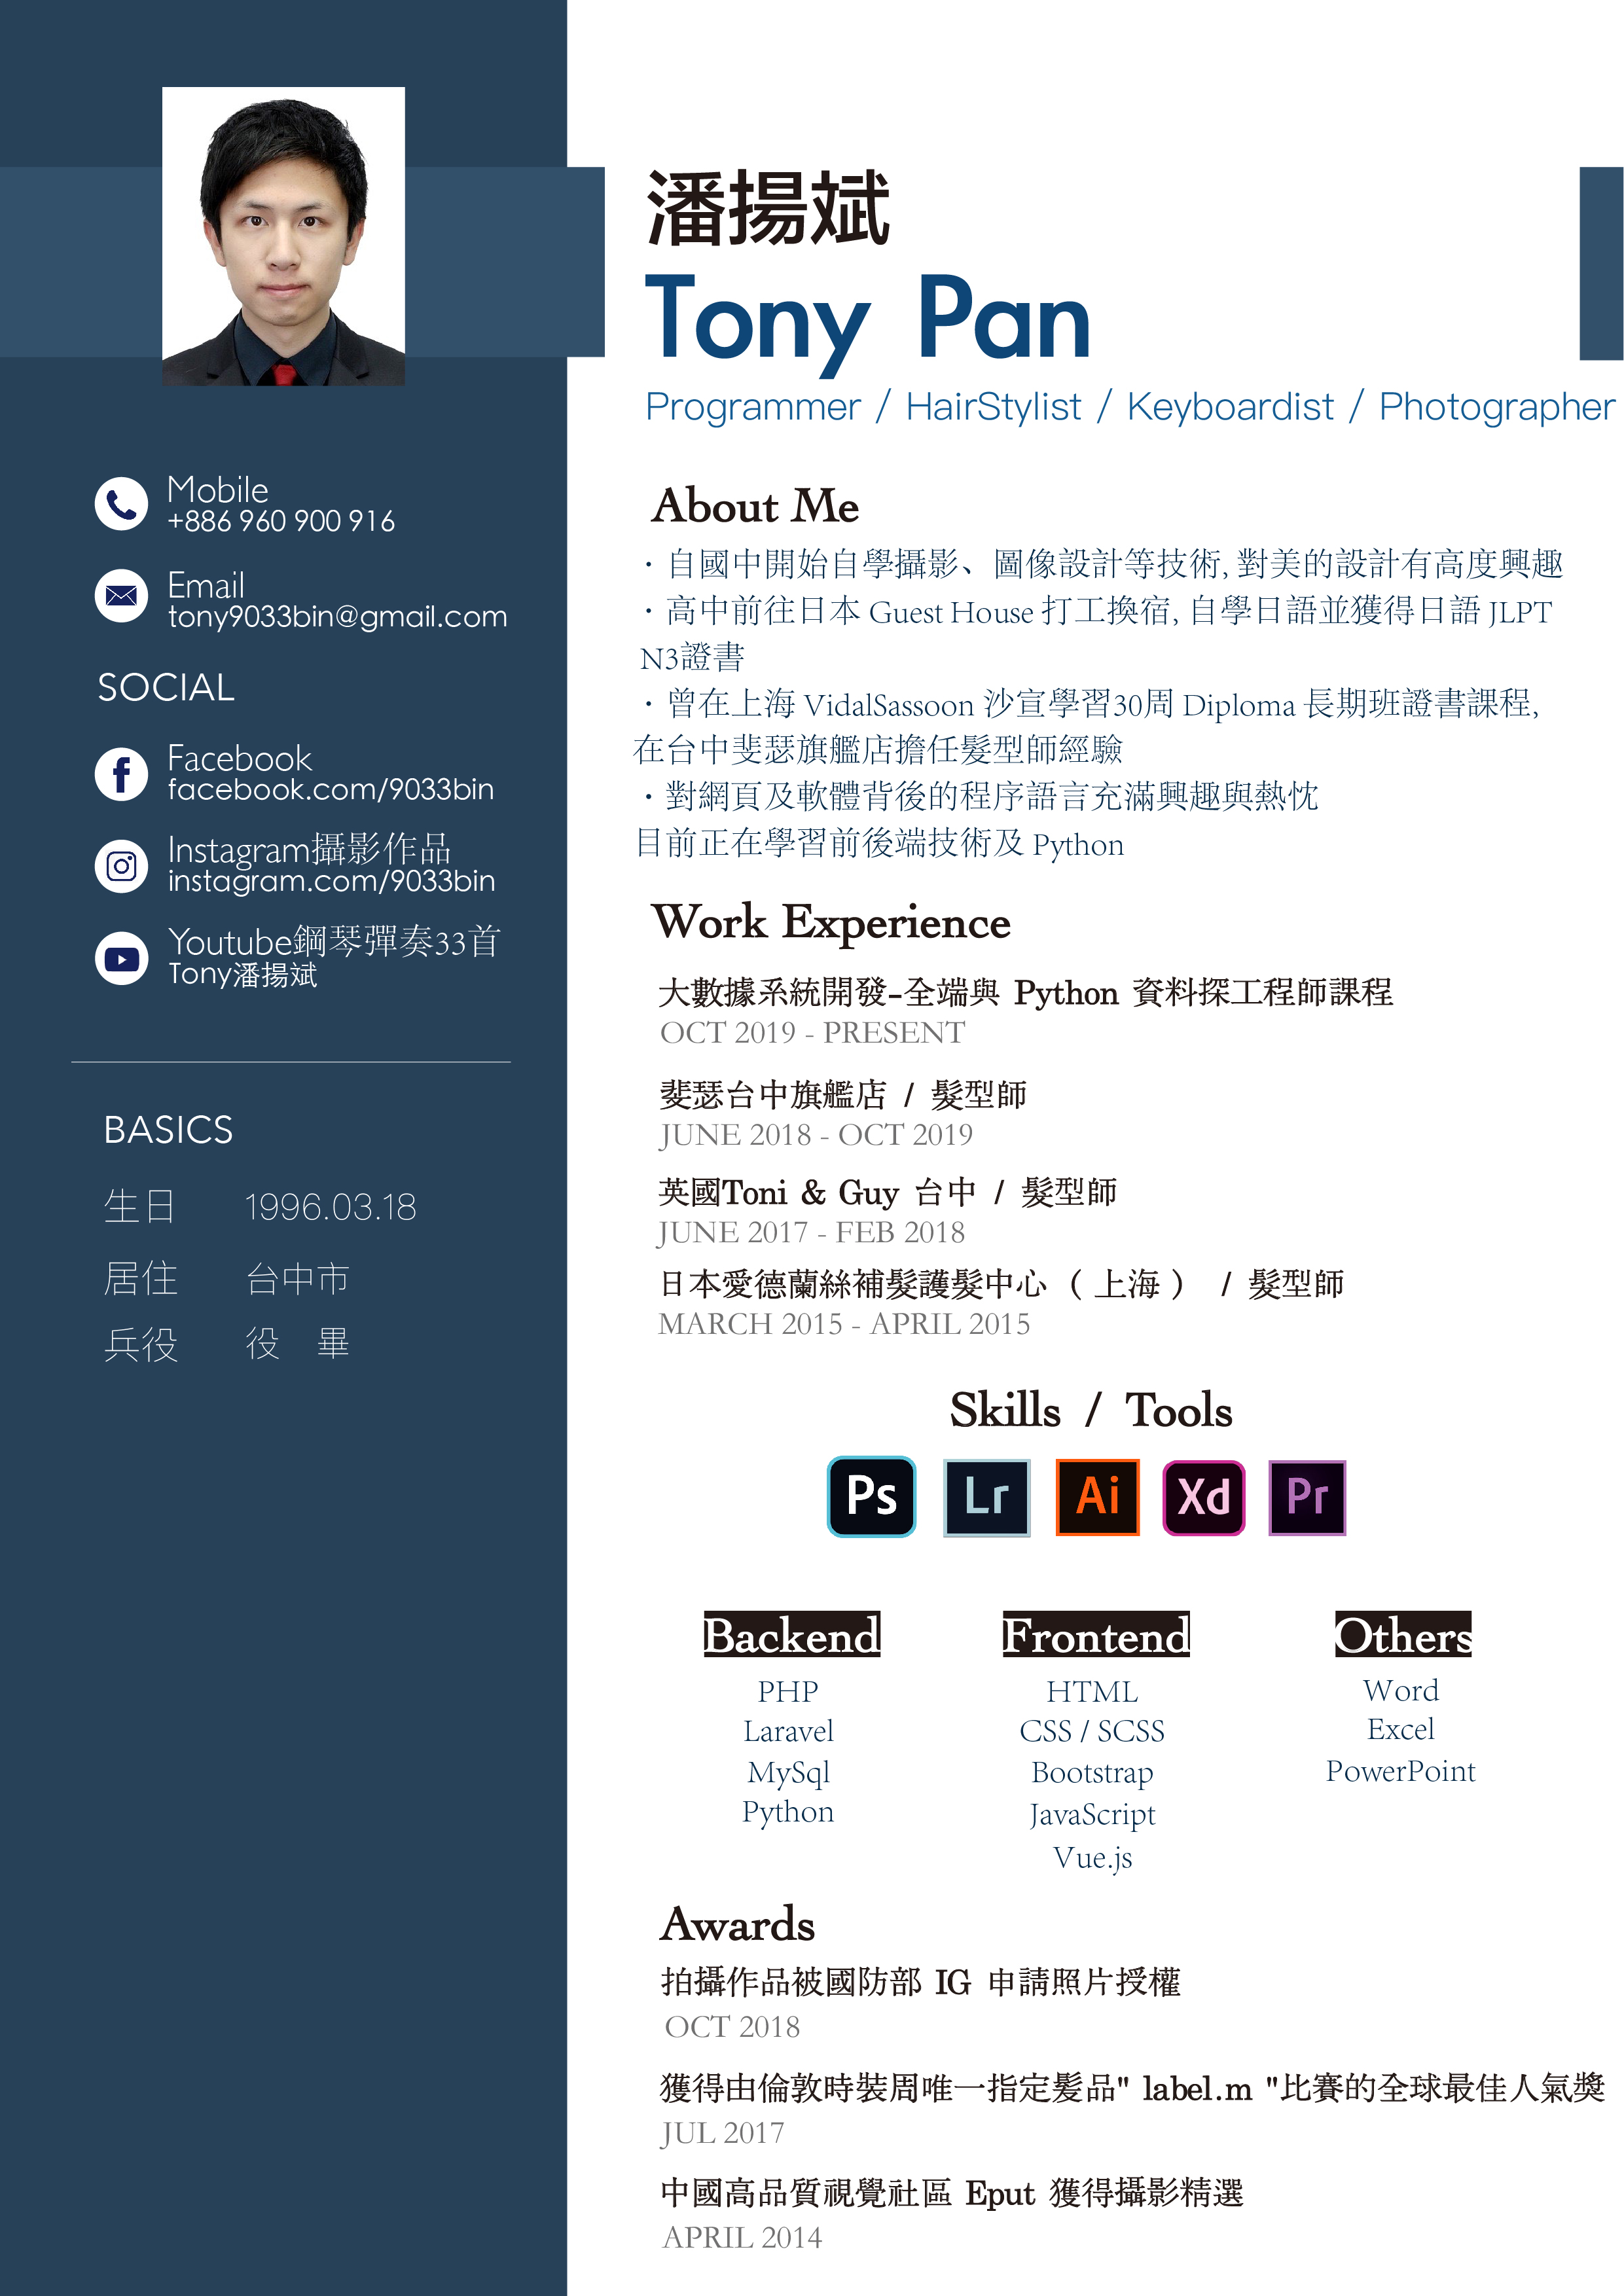 潘揚斌
Tony Pan
Programmer / HairStylist / Keyboardist / Photographer
Mobile
+886 960 900 916
Email
tony9033bin@gmail.com
SOCIAL
Facebook
facebook.com/9033bin
Instagram攝影作品
instagram.com/9033bin
Youtube鋼琴彈奏33首
Tony潘揚斌
BASICS
生日 1996.03.18
居住 台中市
兵役 役 畢
About Me
·自國中開始自學攝影、圖像設計等技術, 對美的設計有高度興趣
·高中前往日本 Guest House 打工換宿, 自學日語並獲得日語 JLPT
N3證書
·曾在上海 VidalSassoon 沙宣學習30周 Diploma 長期班證書課程,
在台中斐瑟旗艦店擔任髮型師經驗
·對網頁及軟體背後的程序語言充滿興趣與熱忱
目前正在學習前後端技術及 Python
Work Experience
大數據系統開發-全端與 Python 資料探工程師課程
OCT 2019 - PRESENT
斐瑟台中旗艦店 / 髮型師
JUNE 2018 - OCT 2019
英國Toni & Guy 台中 / 髮型師
JUNE 2017 - FEB 2018
日本愛德蘭絲補髮護髮中心 ( 上海 ) / 髮型師
MARCH 2015 - APRIL 2015
Skills / Tools
Ps Lr Ai Xd Pr
Backend
PHP
Laravel
MySql
Python
Frontend
HTML
CSS / SCSS
Bootstrap
JavaScript
Vue.js
Others
Word
Excel
PowerPoint
Awards
拍攝作品被國防部 IG 申請照片授權
OCT 2018
獲得由倫敦時裝周唯一指定髮品" label.m "比賽的全球最佳人氣獎
JUL 2017
中國高品質視覺社區 Eput 獲得攝影精選
APRIL 2014